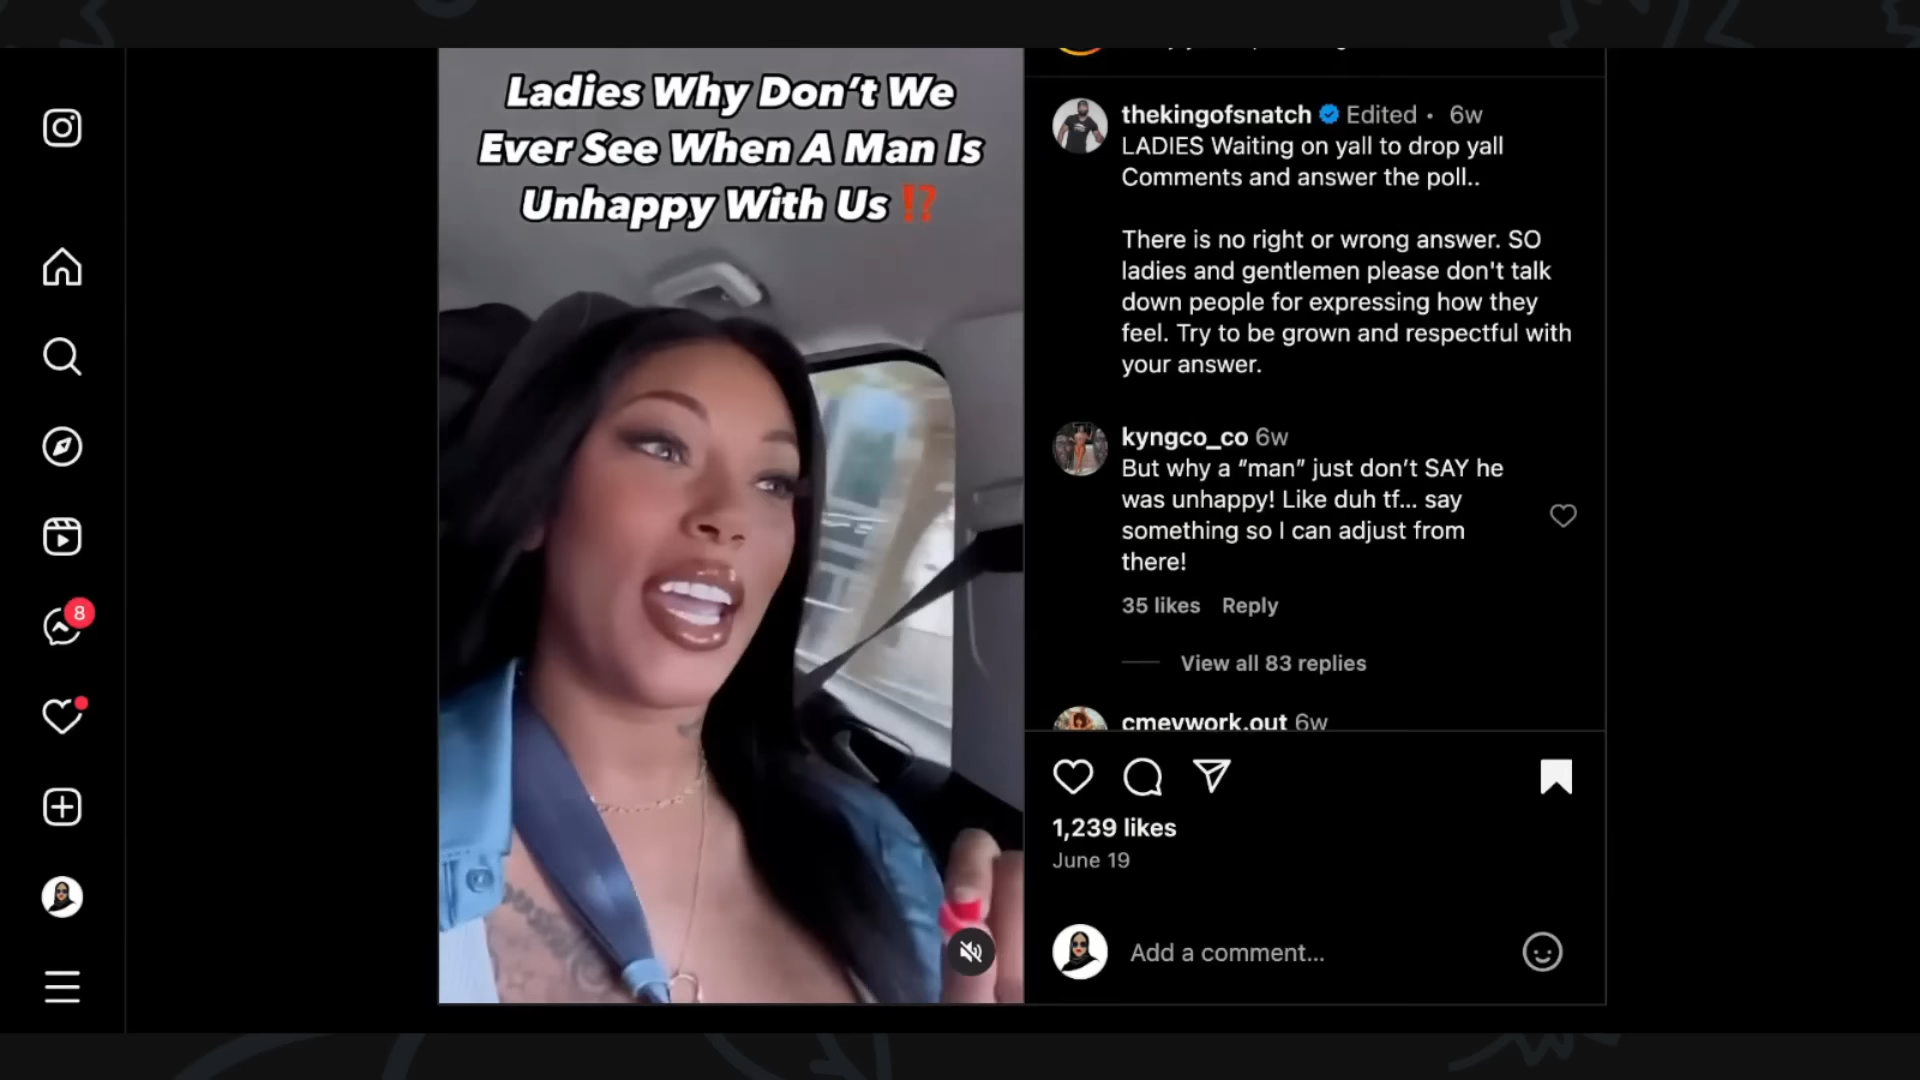 Ladies Why Don't We
Ever See When A Man Is
Unhappy With Us ⁉️
thekingofsnatch Edited • 6w
LADIES Waiting on yall to drop yall
Comments and answer the poll..
There is no right or wrong answer. SO
ladies and gentlemen please don't talk
down people for expressing how they
feel. Try to be grown and respectful with
your answer.
kyngco_co 6w
But why a “man” just don’t SAY he
was unhappy! Like duh tf... say
something so I can adjust from
there!
35 likes Reply
View all 83 replies
cmevwork.out 6w
8
1,239 likes
June 19
Add a comment...